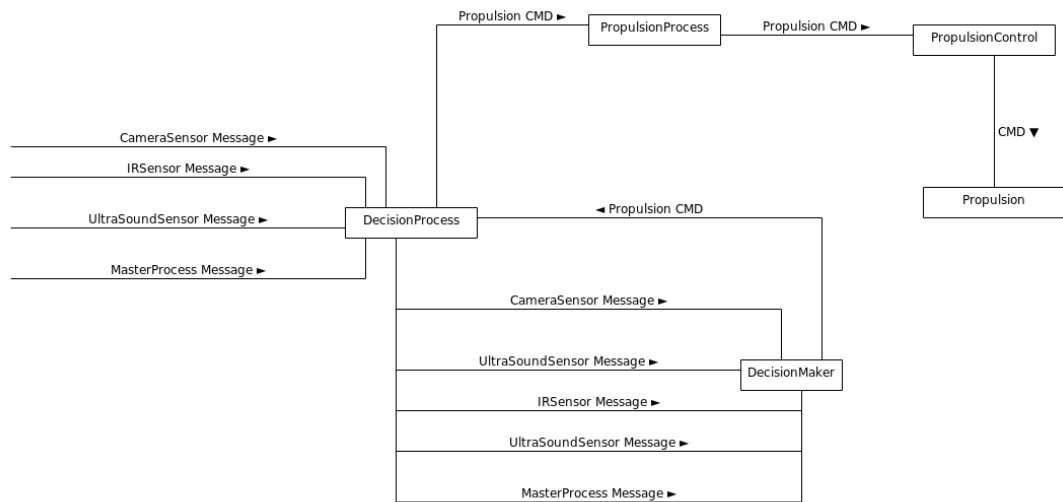 Propulsion CMD ►
PropulsionProcess
Propulsion CMD ►
PropulsionControl
CameraSensor Message ►
CMD ▼
IRSensor Message ►
Propulsion
UltraSoundSensor Message ►
DecisionProcess
◄ Propulsion CMD
MasterProcess Message ►
CameraSensor Message ►
UltraSoundSensor Message ►
DecisionMaker
IRSensor Message ►
UltraSoundSensor Message ►
MasterProcess Message ►